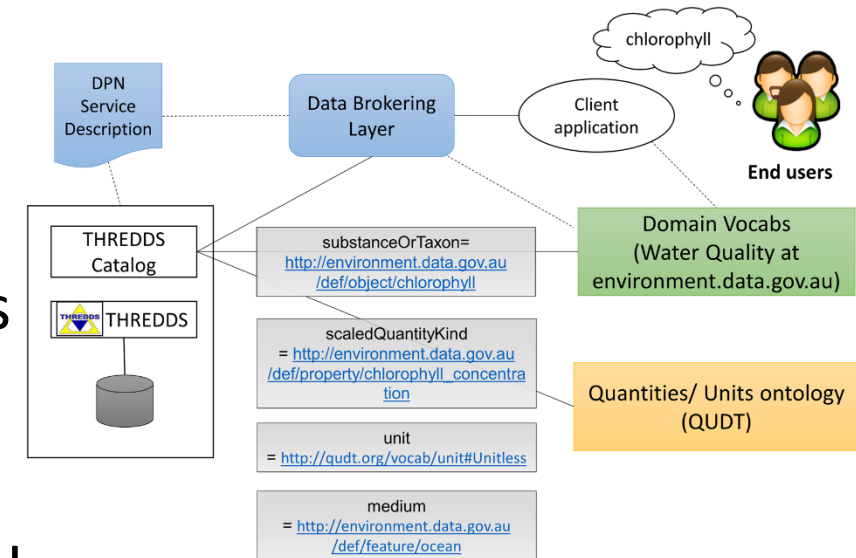 chlorophyll
DPN
Service
Description
Data Brokering
Layer
Client
application
End users
THREDDS
Catalog
substanceOrTaxon=
http://environment.data.gov.au
/def/object/chlorophyll
Domain Vocabs
(Water Quality at
environment.data.gov.au)
s
THREDDS THREDDS
scaledQuantityKind
= http://environment.data.gov.au
/def/property/chlorophyll_concentra
tion
Quantities/ Units ontology
(QUDT)
unit
= http://qudt.org/vocab/unit#Unitless
medium
= http://environment.data.gov.au
/def/feature/ocean